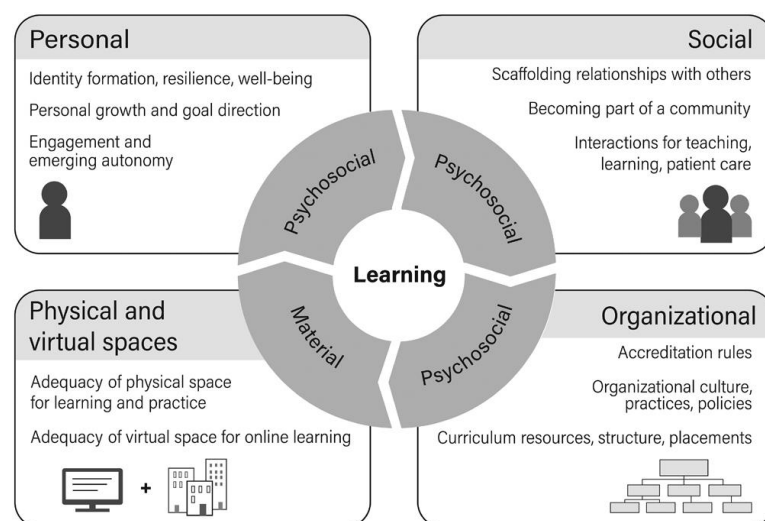 Personal
Identity formation, resilience, well-being
Personal growth and goal direction
Engagement and
emerging autonomy
Social
Scaffolding relationships with others
Becoming part of a community
Interactions for teaching,
learning, patient care
Psychosocial
Psychosocial
Learning
Material
Psychosocial
Physical and
virtual spaces
Adequacy of physical space
for learning and practice
Adequacy of virtual space for online learning
+
Organizational
Accreditation rules
Organizational culture,
practices, policies
Curriculum resources, structure, placements